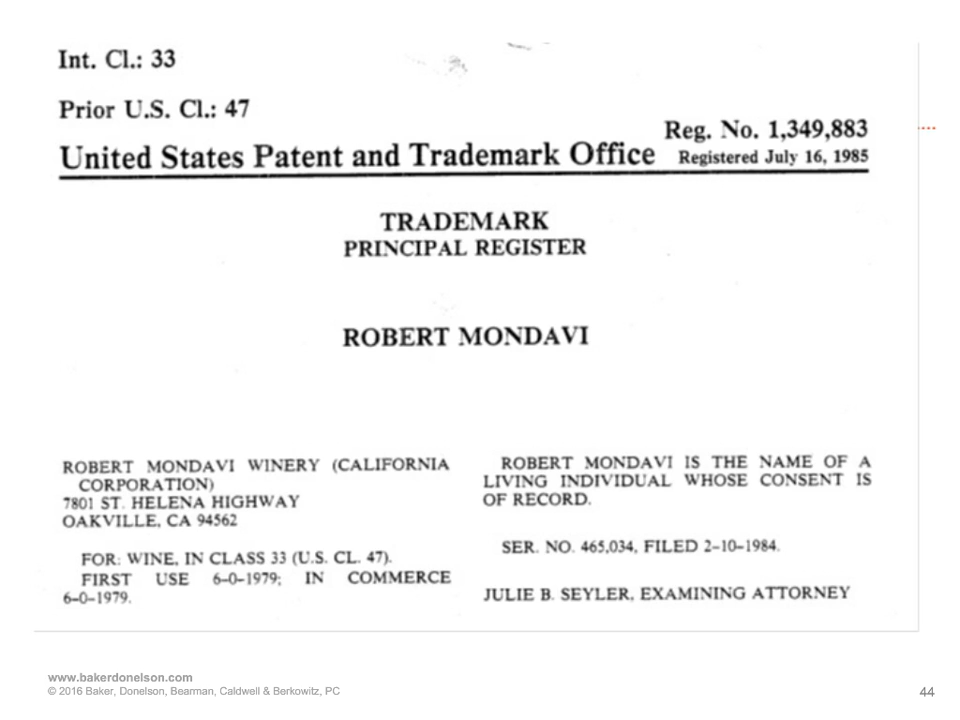 Int. Cl.: 33
Prior U.S. Cl.: 47
Reg. No. 1,349,883
United States Patent and Trademark Office Registered July 16, 1985
TRADEMARK
PRINCIPAL REGISTER
ROBERT MONDAVI
ROBERT MONDAVI WINERY (CALIFORNIA
CORPORATION)
7801 ST. HELENA HIGHWAY
OAKVILLE, CA 94562
FOR: WINE, IN CLASS 33 (U.S. CL. 47).
FIRST USE 6-0-1979; IN COMMERCE
6-0-1979.
ROBERT MONDAVI IS THE NAME OF A
LIVING INDIVIDUAL WHOSE CONSENT IS
OF RECORD.
SER. NO. 465,034, FILED 2-10-1984.
JULIE B. SEYLER, EXAMINING ATTORNEY
www.bakerdonelson.com
© 2016 Baker, Donelson, Bearman, Caldwell & Berkowitz, PC
44